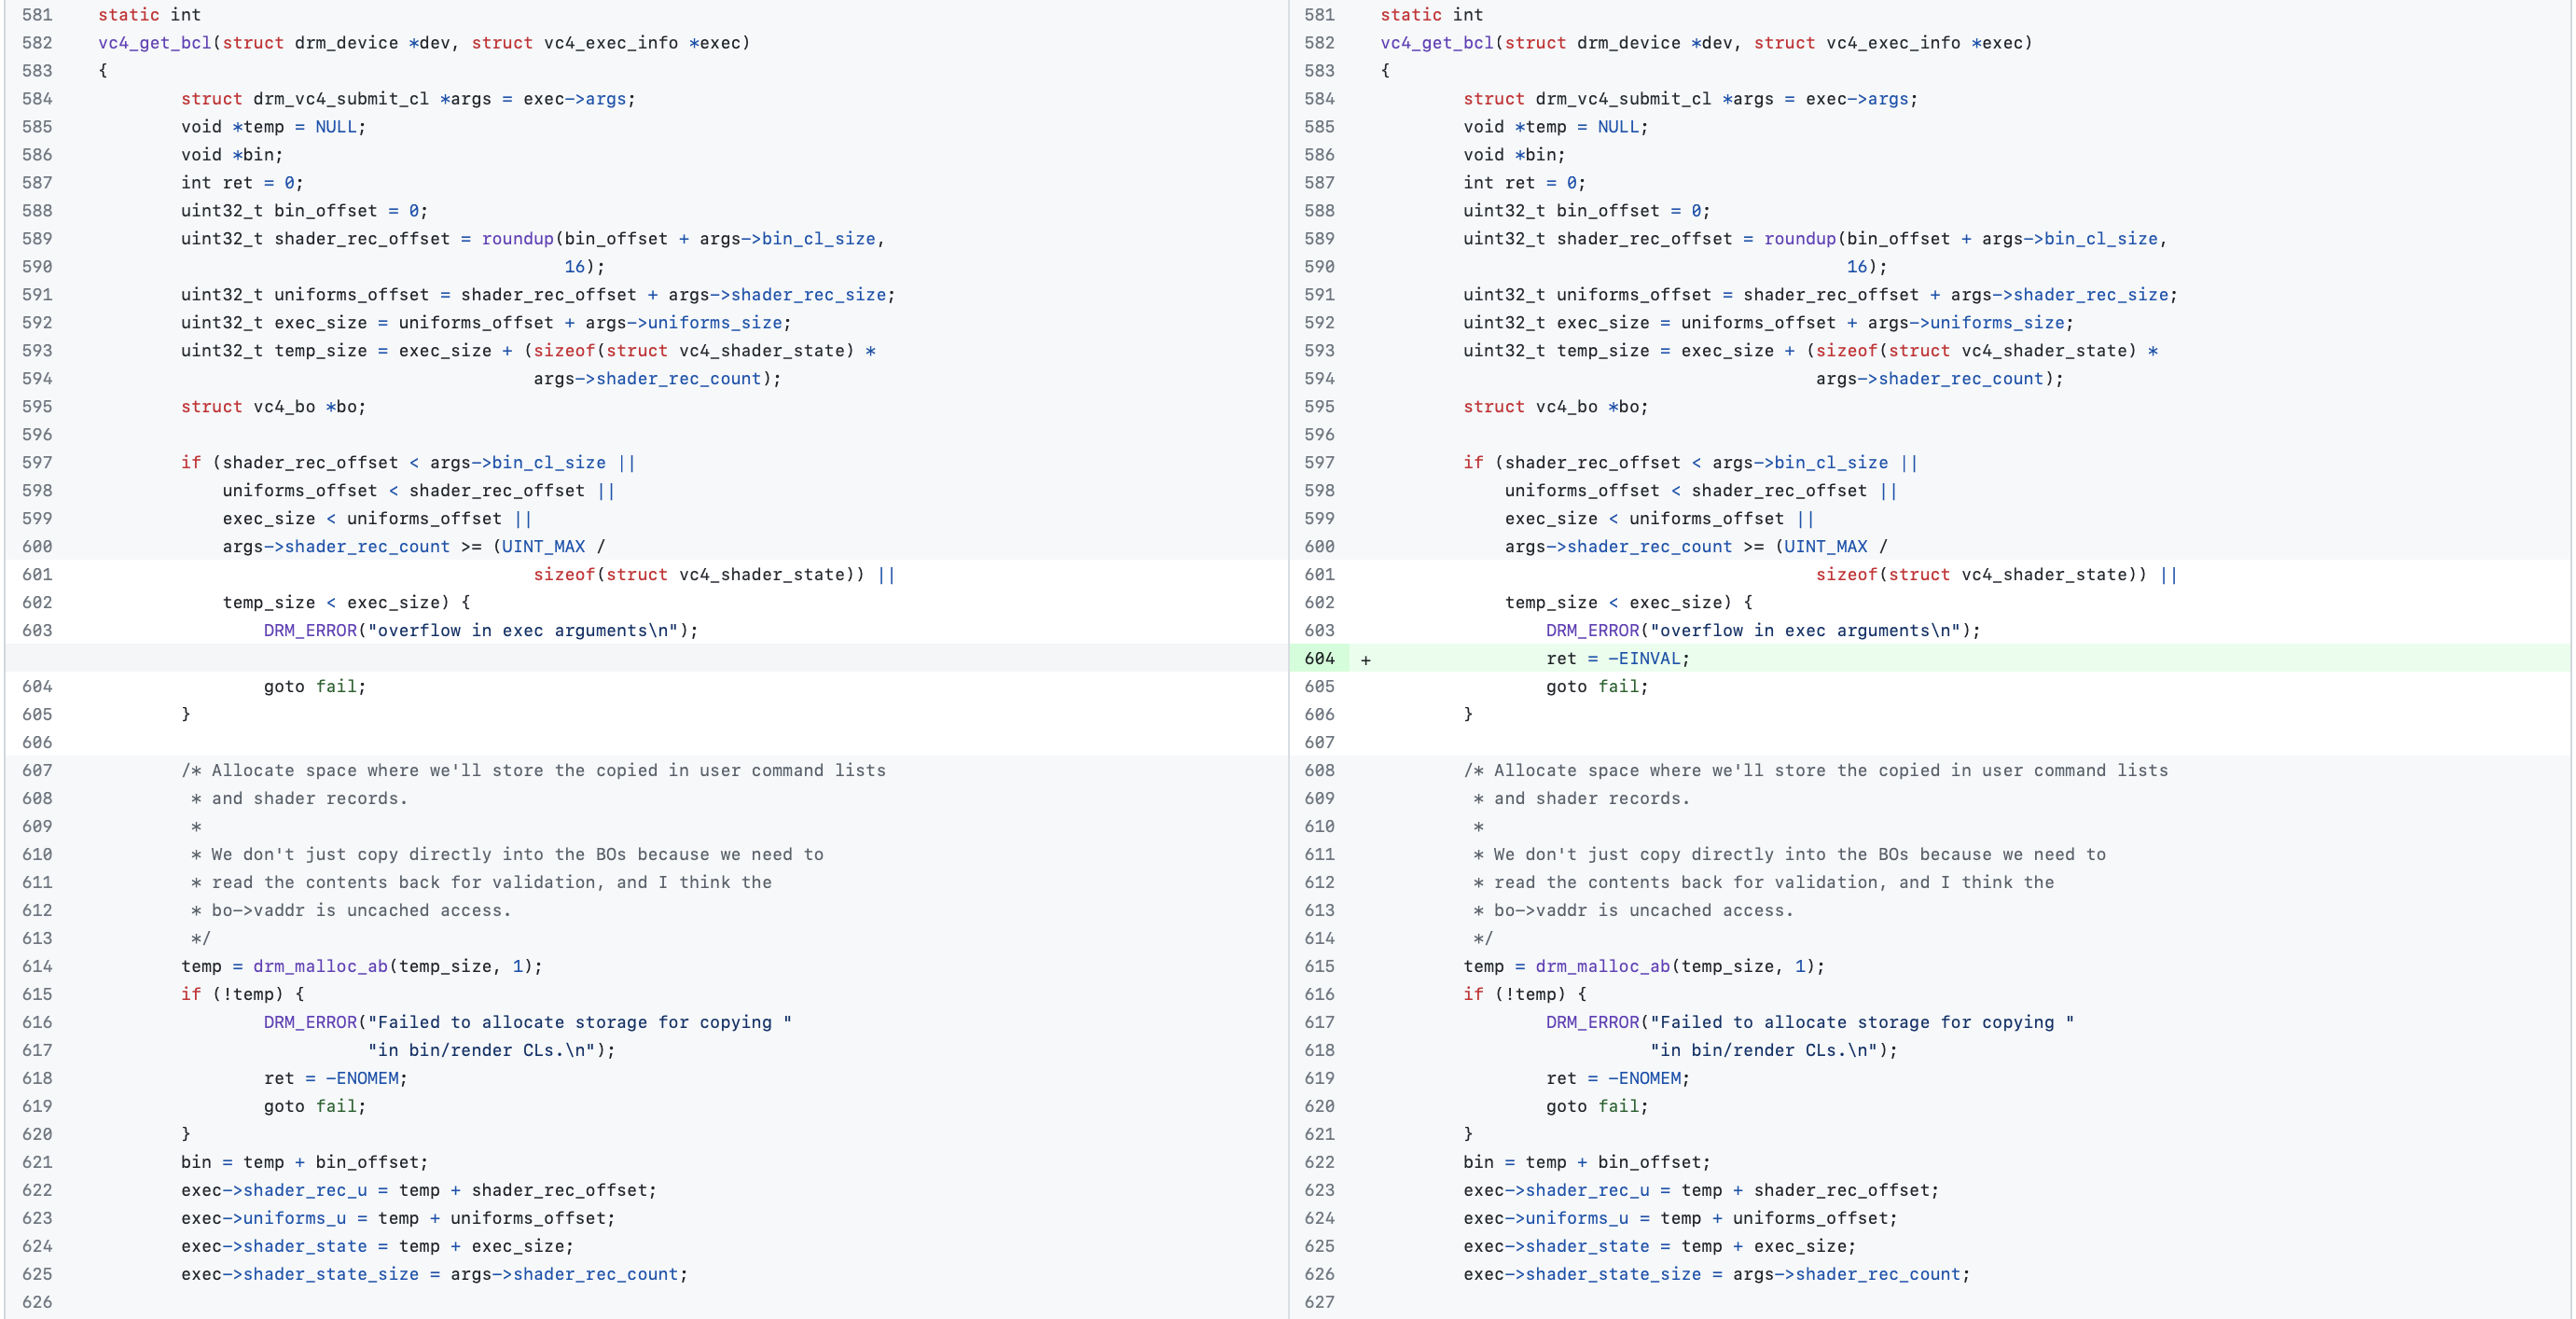 581 static int
582 vc4_get_bcl(struct drm_device *dev, struct vc4_exec_info *exec)
583 {
584 struct drm_vc4_submit_cl *args = exec->args;
585 void *temp = NULL;
586 void *bin;
587 int ret = 0;
588 uint32_t bin_offset = 0;
589 uint32_t shader_rec_offset = roundup(bin_offset + args->bin_cl_size,
590 16);
591 uint32_t uniforms_offset = shader_rec_offset + args->shader_rec_size;
592 uint32_t exec_size = uniforms_offset + args->uniforms_size;
593 uint32_t temp_size = exec_size + (sizeof(struct vc4_shader_state) *
594 args->shader_rec_count);
595 struct vc4_bo *bo;
596
597 if (shader_rec_offset < args->bin_cl_size ||
598 uniforms_offset < shader_rec_offset ||
599 exec_size < uniforms_offset ||
600 args->shader_rec_count >= (UINT_MAX /
601 sizeof(struct vc4_shader_state)) ||
602 temp_size < exec_size) {
603 DRM_ERROR("overflow in exec arguments\n");
604 goto fail;
605 }
606
607 /* Allocate space where we'll store the copied in user command lists
608 * and shader records.
609 *
610 * We don't just copy directly into the BOs because we need to
611 * read the contents back for validation, and I think the
612 * bo->vaddr is uncached access.
613 */
614 temp = drm_malloc_ab(temp_size, 1);
615 if (!temp) {
616 DRM_ERROR("Failed to allocate storage for copying "
617 "in bin/render CLs.\n");
618 ret = -ENOMEM;
619 goto fail;
620 }
621 bin = temp + bin_offset;
622 exec->shader_rec_u = temp + shader_rec_offset;
623 exec->uniforms_u = temp + uniforms_offset;
624 exec->shader_state = temp + exec_size;
625 exec->shader_state_size = args->shader_rec_count;
626
581 static int
582 vc4_get_bcl(struct drm_device *dev, struct vc4_exec_info *exec)
583 {
584 struct drm_vc4_submit_cl *args = exec->args;
585 void *temp = NULL;
586 void *bin;
587 int ret = 0;
588 uint32_t bin_offset = 0;
589 uint32_t shader_rec_offset = roundup(bin_offset + args->bin_cl_size,
590 16);
591 uint32_t uniforms_offset = shader_rec_offset + args->shader_rec_size;
592 uint32_t exec_size = uniforms_offset + args->uniforms_size;
593 uint32_t temp_size = exec_size + (sizeof(struct vc4_shader_state) *
594 args->shader_rec_count);
595 struct vc4_bo *bo;
596
597 if (shader_rec_offset < args->bin_cl_size ||
598 uniforms_offset < shader_rec_offset ||
599 exec_size < uniforms_offset ||
600 args->shader_rec_count >= (UINT_MAX /
601 sizeof(struct vc4_shader_state)) ||
602 temp_size < exec_size) {
603 DRM_ERROR("overflow in exec arguments\n");
604 + ret = -EINVAL;
605 goto fail;
606 }
607
608 /* Allocate space where we'll store the copied in user command lists
609 * and shader records.
610 *
611 * We don't just copy directly into the BOs because we need to
612 * read the contents back for validation, and I think the
613 * bo->vaddr is uncached access.
614 */
615 temp = drm_malloc_ab(temp_size, 1);
616 if (!temp) {
617 DRM_ERROR("Failed to allocate storage for copying "
618 "in bin/render CLs.\n");
619 ret = -ENOMEM;
620 goto fail;
621 }
622 bin = temp + bin_offset;
623 exec->shader_rec_u = temp + shader_rec_offset;
624 exec->uniforms_u = temp + uniforms_offset;
625 exec->shader_state = temp + exec_size;
626 exec->shader_state_size = args->shader_rec_count;
627